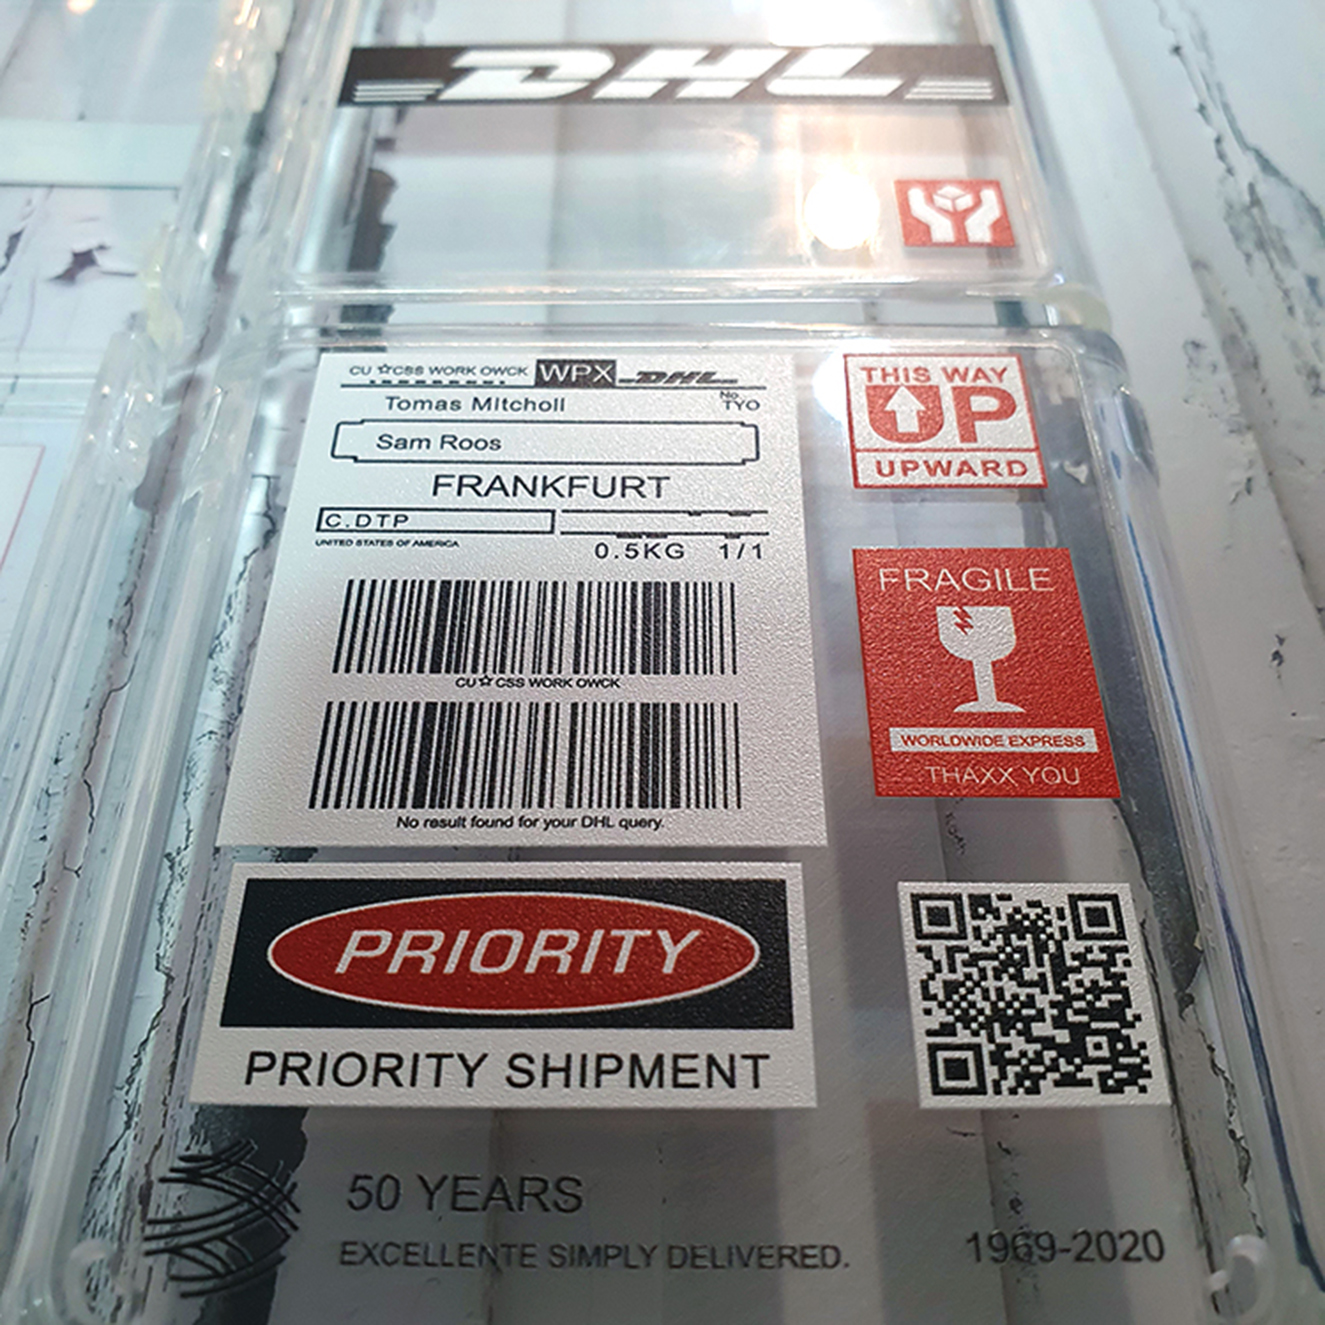 DHL
CU ☆CSS WORK OWCK WPX DHL
Tomas Mltcholl
No.
TYO
Sam Roos
FRANKFURT
C.DTP
UNITED STATES OF AMERICA
0.5KG 1/1
CU☆CSS WORK OWCK
No result found for your DHL query.
THIS WAY
UP
UPWARD
FRAGILE
WORLDWIDE EXPRESS
THAXX YOU
PRIORITY
PRIORITY SHIPMENT
50 YEARS
EXCELLENTE SIMPLY DELIVERED.
1969-2020